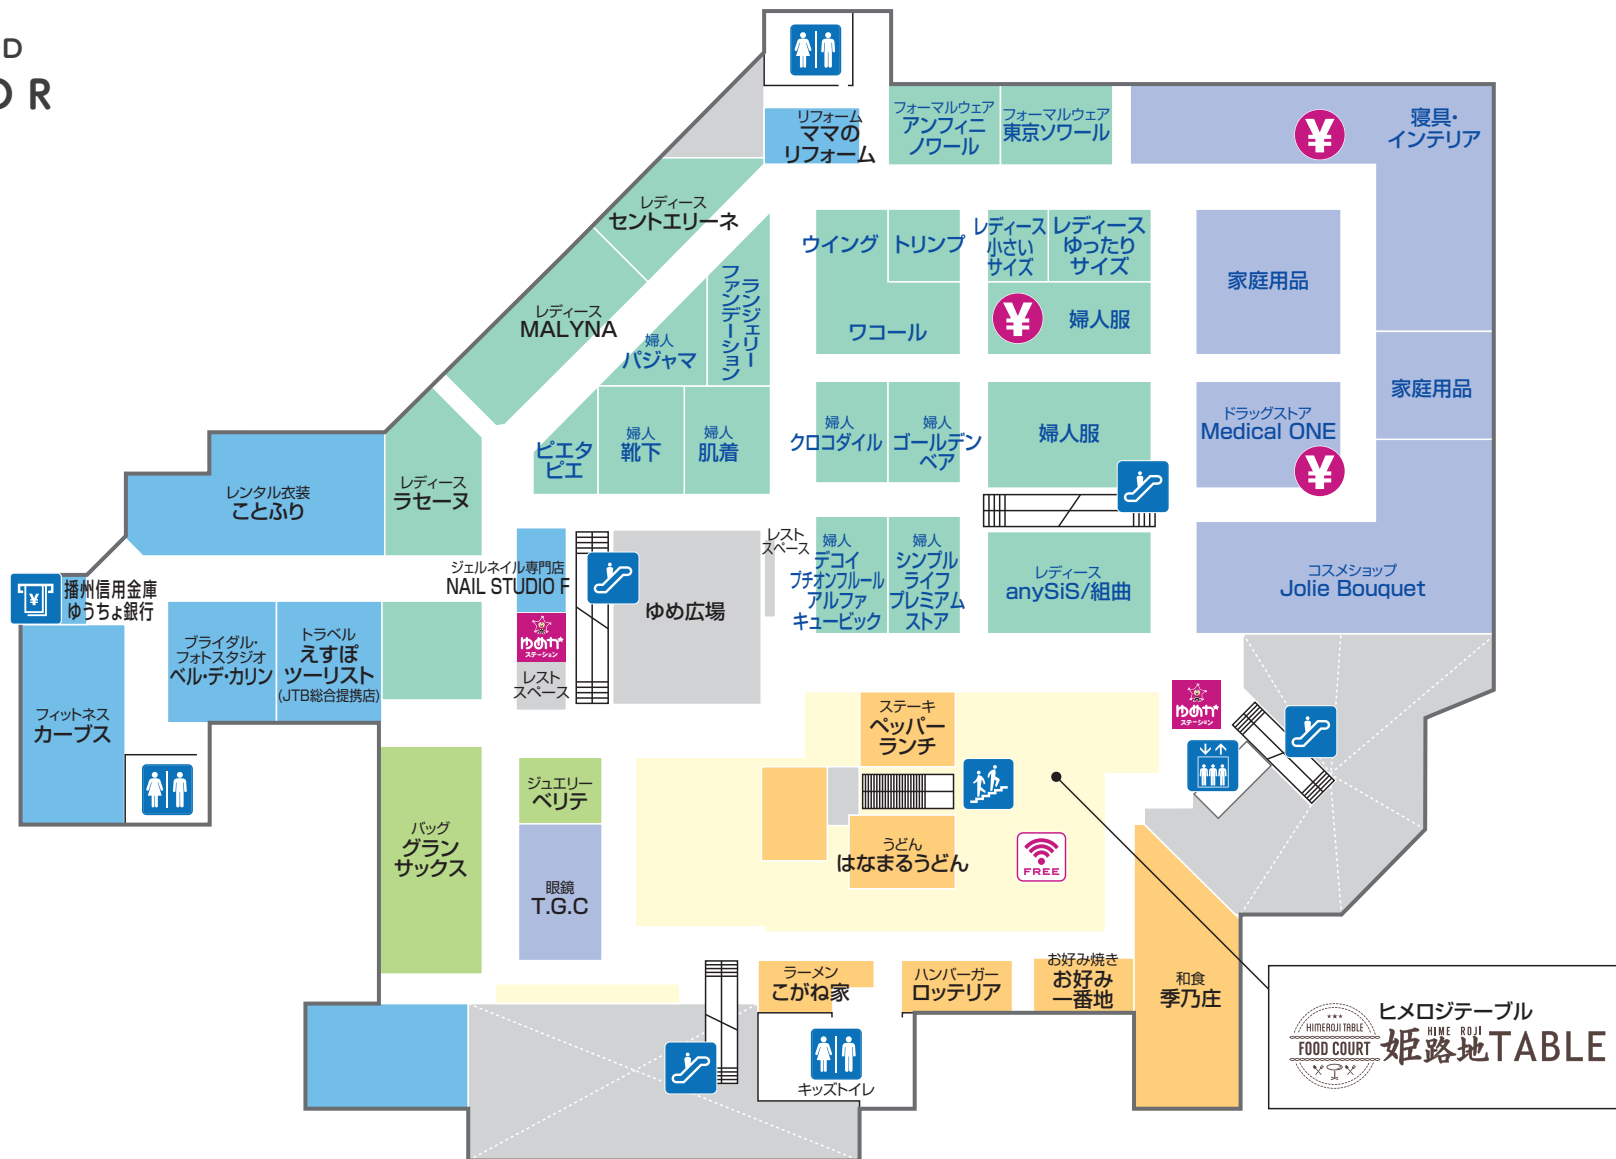 D
OR
リフォーム
ママの
リフォーム
フォーマルウェア
アンフィニ
ノワール
フォーマルウェア
東京ソワール
¥
寝具・
インテリア
レディース
セントエリーネ
ウイング
トリンプ
レディース
小さい
サイズ
レディース
ゆったり
サイズ
家庭用品
ランジェリー
ファンデーション
レディース
MALYNA
婦人
パジャマ
ワコール
¥
婦人服
家庭用品
ピエタ
ピエ
婦人
靴下
婦人
肌着
婦人
クロコダイル
婦人
ゴールデン
ベア
婦人服
ドラッグストア
Medical ONE
¥
レンタル衣装
ことふり
レディース
ラセーヌ
ジェルネイル専門店
NAIL STUDIO F
ゆめ広場
レスト
スペース
婦人
デコイ
プチオンフルール
アルファ
キュービック
婦人
シンプル
ライフ
プレミアム
ストア
レディース
anySiS/組曲
コスメショップ
Jolie Bouquet
¥
播州信用金庫
ゆうちょ銀行
ブライダル・
フォトスタジオ
ベル・デ・カリン
トラベル
えすぽ
ツーリスト
(JTB総合提携店)
ゆめか
ステーション
レスト
スペース
フィットネス
カーブス
ステーキ
ペッパー
ランチ
ゆめか
ステーション
バッグ
グラン
サックス
ジュエリー
ベリテ
うどん
はなまるうどん
FREE
眼鏡
T.G.C
ラーメン
こがね家
ハンバーガー
ロッテリア
お好み焼き
お好み
一番地
和食
季乃庄
キッズトイレ
HIMEROJI TABLE
FOOD COURT
ヒメロジテーブル
HIME ROJI
姫路地TABLE